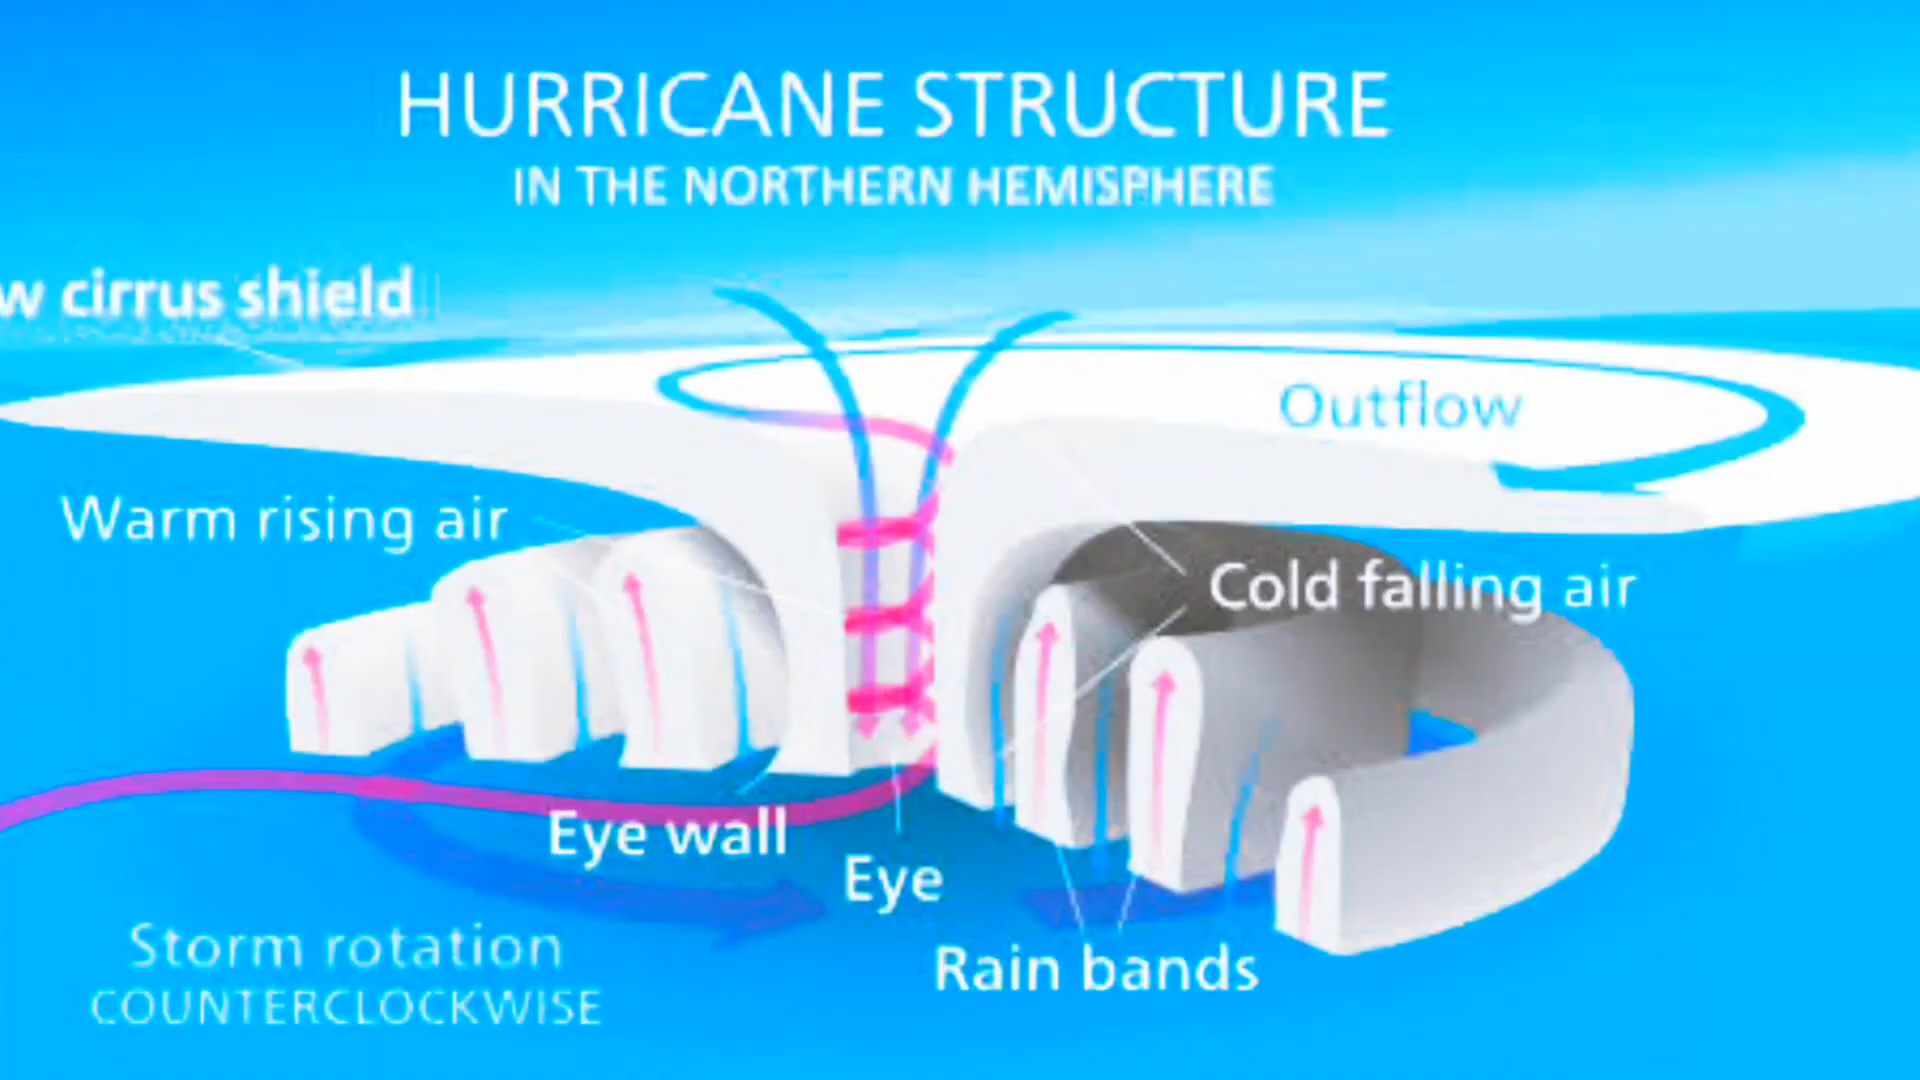 HURRICANE STRUCTURE
IN THE NORTHERN HEMISPHERE
w cirrus shield
Outflow
Warm rising air
Cold falling air
Eye wall
Eye
Rain bands
Storm rotation
COUNTERCLOCKWISE